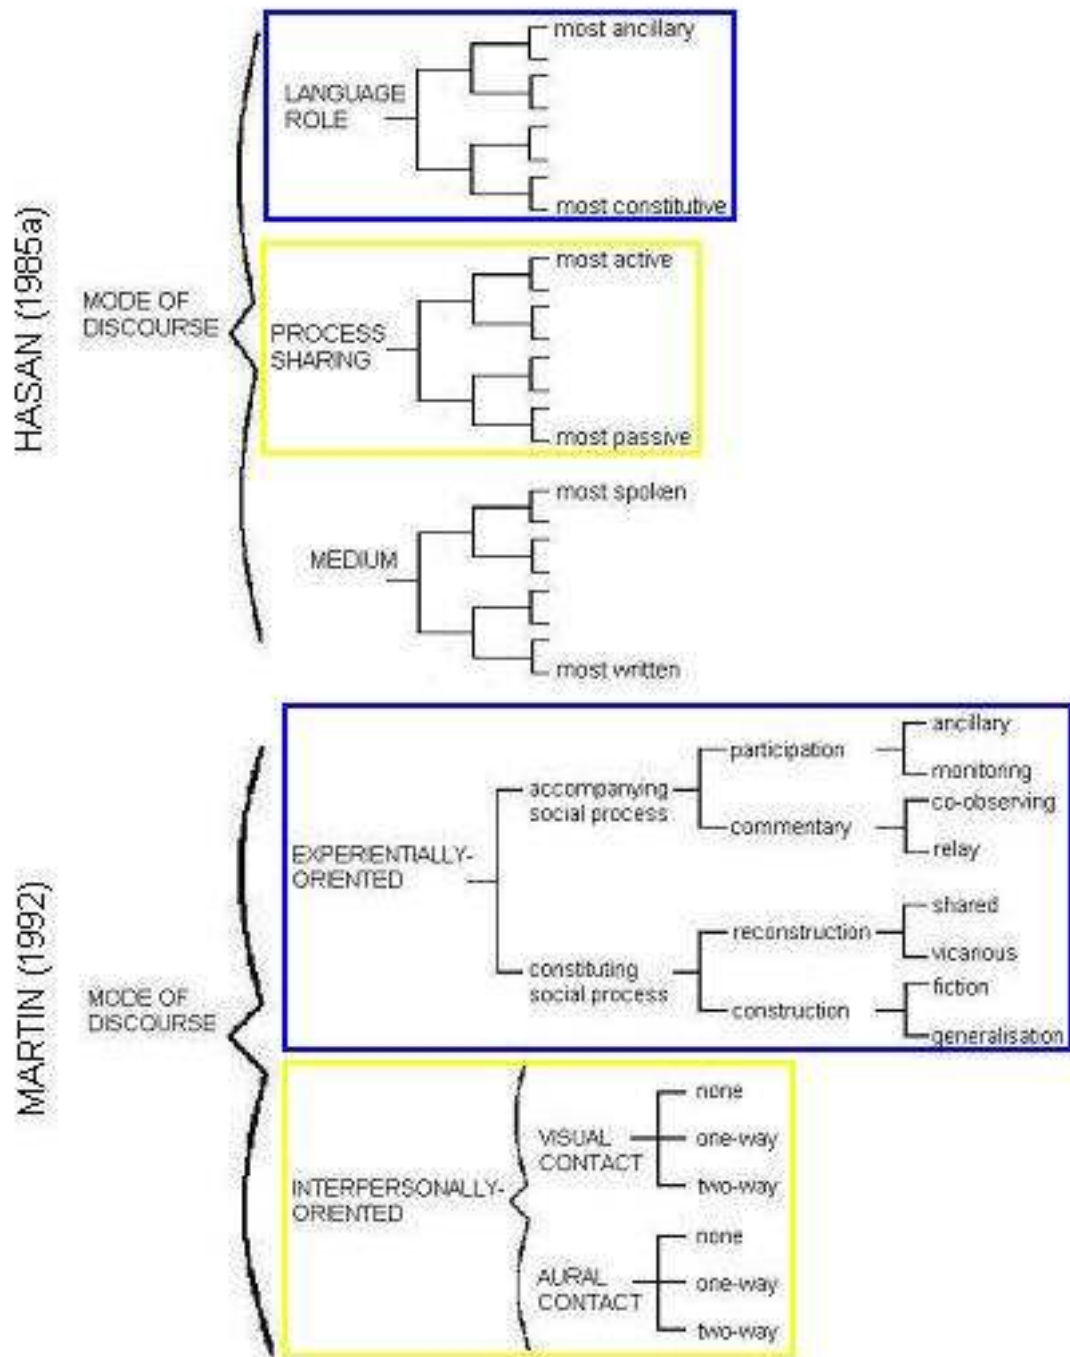 HASAN (1985a)
MODE OF
DISCOURSE
LANGUAGE
ROLE
most ancillary
most constitutive
PROCESS
SHARING
most active
most passive
MEDIUM
most spoken
most written
MARTIN (1992)
MODE OF
DISCOURSE
EXPERIENTIALLY-
ORIENTED
accompanying
social process
participation
ancillary
monitoring
commentary
co-observing
relay
constituting
social process
reconstruction
shared
vicarious
construction
fiction
generalisation
INTERPERSONALLY-
ORIENTED
VISUAL
CONTACT
none
one-way
two-way
AURAL
CONTACT
none
one-way
two-way